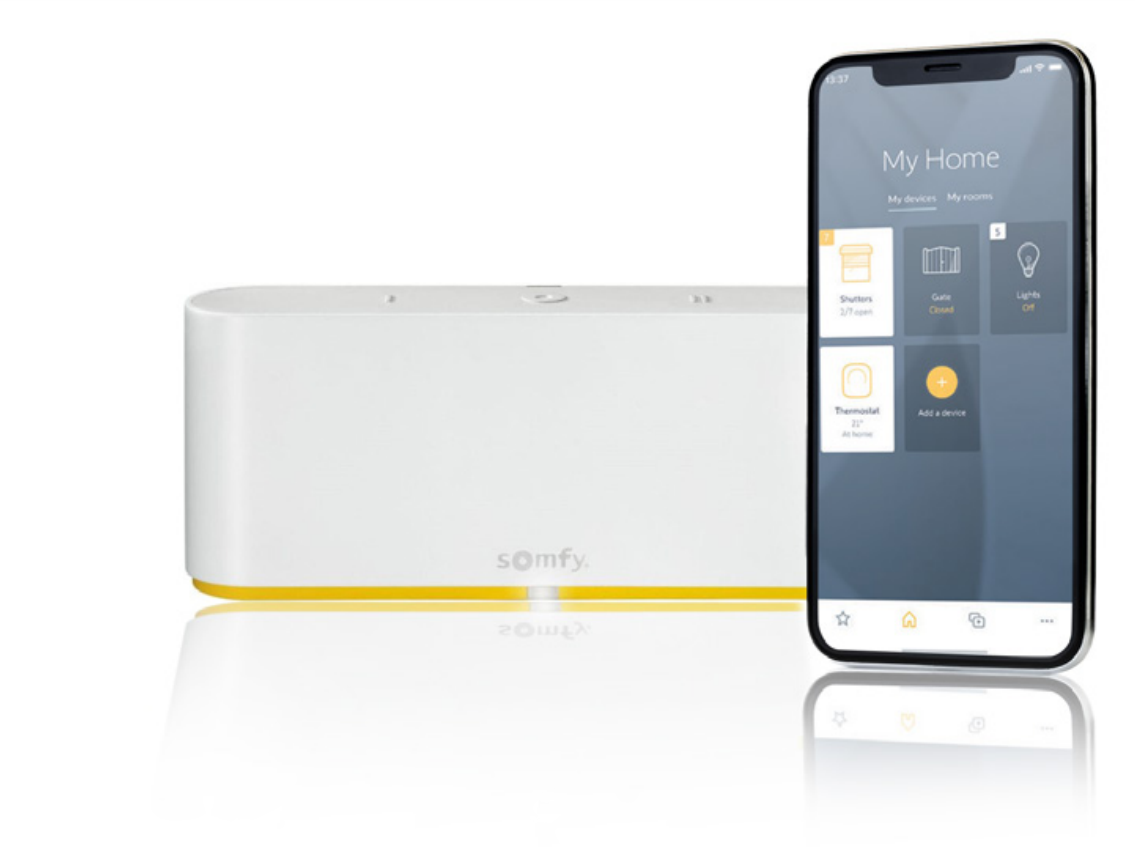 13:37
My Home
My devices My rooms
7
5
Shutters
2/7 open
Gate
Closed
Lights
Off
Thermostat
21°
At home
Add a device
somfy.